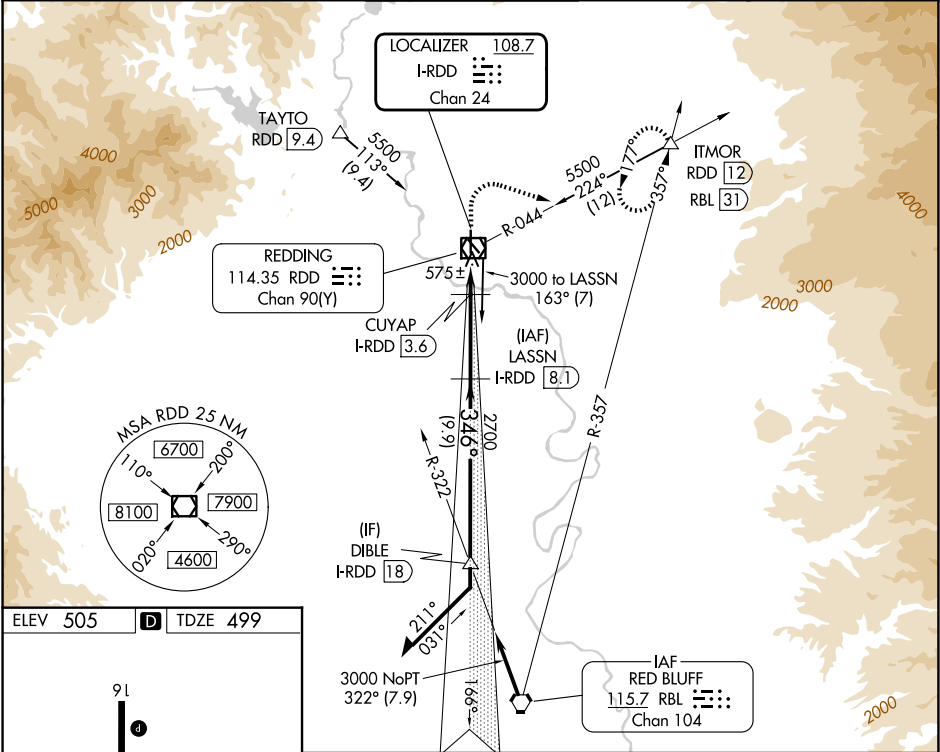 LOCALIZER 108.7
I-RDD
Chan 24
TAYTO
RDD 9.4
5500
113°
(9.4)
4000
5000
3000
2000
ITMOR
RDD 12
RBL 31
177°
357°
5500
224°
(12)
R-044
4000
3000
2000
REDDING
114.35 RDD
Chan 90(Y)
575±
3000 to LASSN
163° (7)
CUYAP
I-RDD 3.6
(IAF)
LASSN
I-RDD 8.1
2700
346°
(9.9)
R-357
R-322
MSA RDD 25 NM
6700
110°
200°
8100
7900
020°
290°
4600
(IF)
DIBLE
I-RDD 18
211°
031°
3000 NoPT
322° (7.9)
166°
IAF
RED BLUFF
115.7 RBL
Chan 104
2000
ELEV 505
D
TDZE 499
16
P